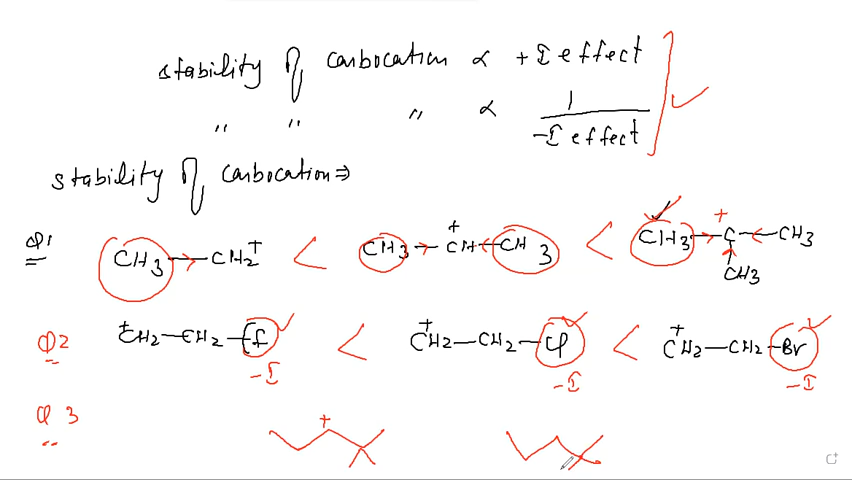 stability of carbocation ∝ + I effect
" " " ∝ 1 / -I effect
stability of carbocation ⇒
Q1 CH3 — CH2+ < CH3 — CH+ — CH3 < CH3 — C+ — CH3
CH3
Q2 +CH2 — CH2 — F < +CH2 — CH2 — Cl < +CH2 — CH2 — Br
-I -I -I
Q 3
+